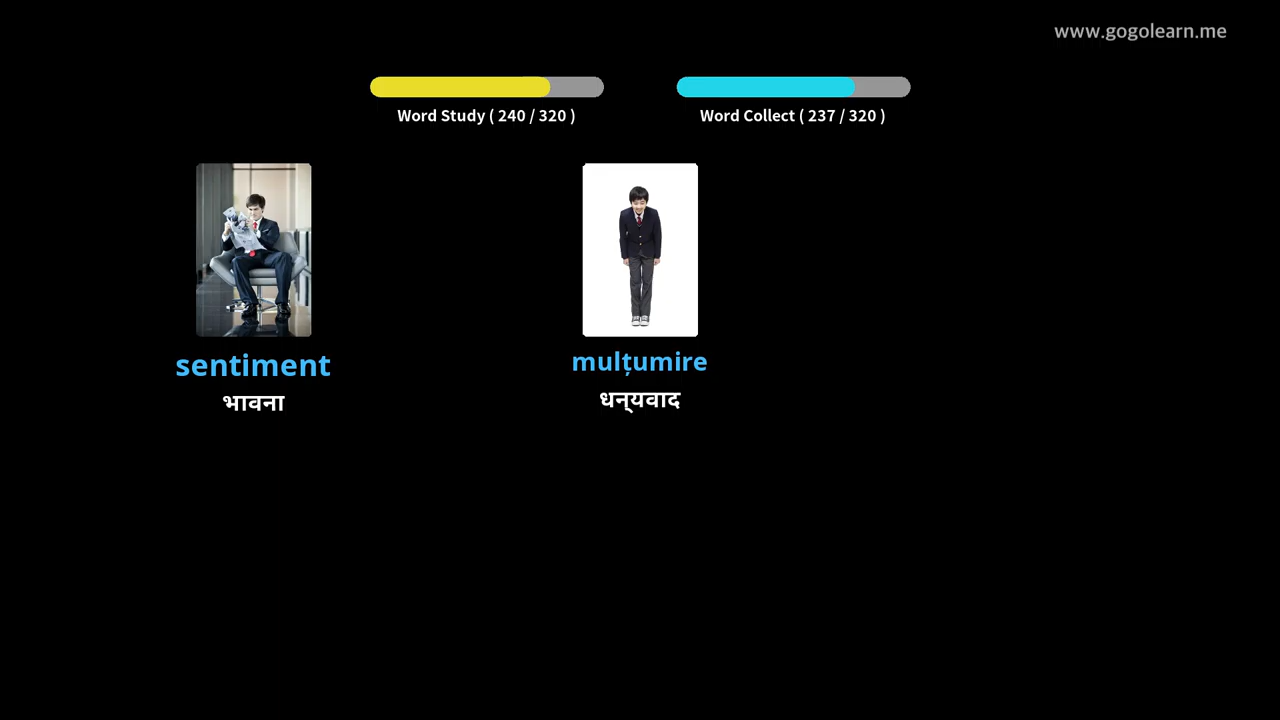 www.gogolearn.me
Word Study ( 240 / 320 )
Word Collect ( 237 / 320 )
sentiment
भावना
mulțumire
धन्यवाद